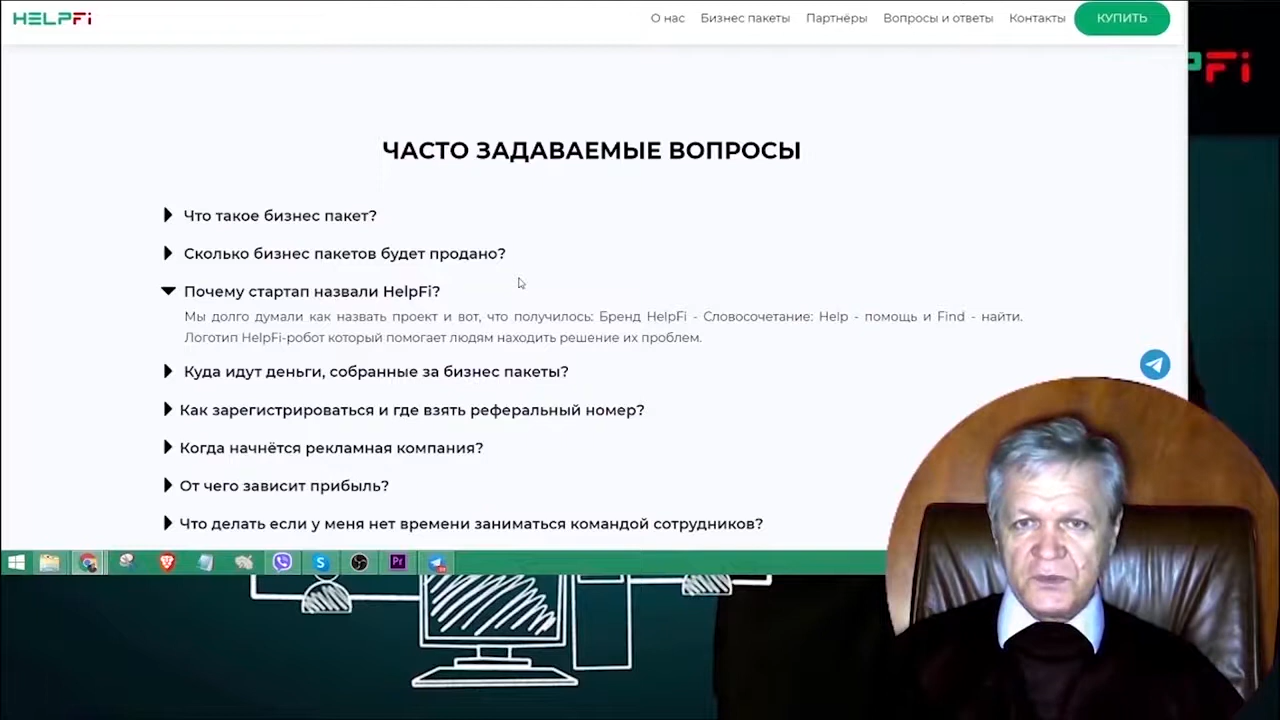 HELPFi
О нас Бизнес пакеты Партнёры Вопросы и ответы Контакты КУПИТЬ
Fi
ЧАСТО ЗАДАВАЕМЫЕ ВОПРОСЫ
Что такое бизнес пакет?
Сколько бизнес пакетов будет продано?
Почему стартап назвали HelpFi?
Мы долго думали как назвать проект и вот, что получилось: Бренд HelpFi - Словосочетание: Help - помощь и Find - найти.
Логотип HelpFi-робот который помогает людям находить решение их проблем.
Куда идут деньги, собранные за бизнес пакеты?
Как зарегистрироваться и где взять реферальный номер?
Когда начнётся рекламная компания?
От чего зависит прибыль?
Что делать если у меня нет времени заниматься командой сотрудников?
Pr